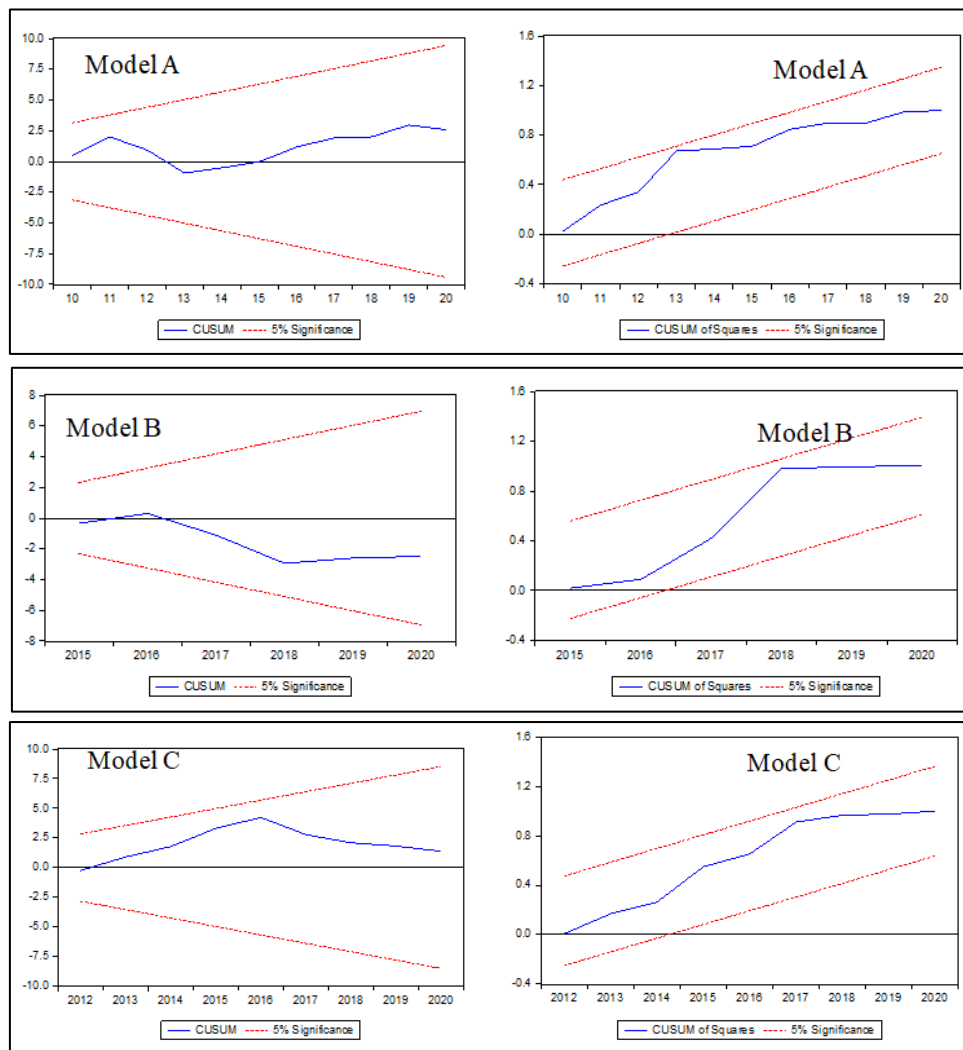 Model A
10.0
7.5
5.0
2.5
0.0
-2.5
-5.0
-7.5
-10.0
10 11 12 13 14 15 16 17 18 19 20
CUSUM 5% Significance
Model A
1.6
1.2
0.8
0.4
0.0
-0.4
10 11 12 13 14 15 16 17 18 19 20
CUSUM of Squares 5% Significance
Model B
8
6
4
2
0
-2
-4
-6
-8
2015 2016 2017 2018 2019 2020
CUSUM 5% Significance
Model B
1.6
1.2
0.8
0.4
0.0
-0.4
2015 2016 2017 2018 2019 2020
CUSUM of Squares 5% Significance
Model C
10.0
7.5
5.0
2.5
0.0
-2.5
-5.0
-7.5
-10.0
2012 2013 2014 2015 2016 2017 2018 2019 2020
CUSUM 5% Significance
Model C
1.6
1.2
0.8
0.4
0.0
-0.4
2012 2013 2014 2015 2016 2017 2018 2019 2020
CUSUM of Squares 5% Significance